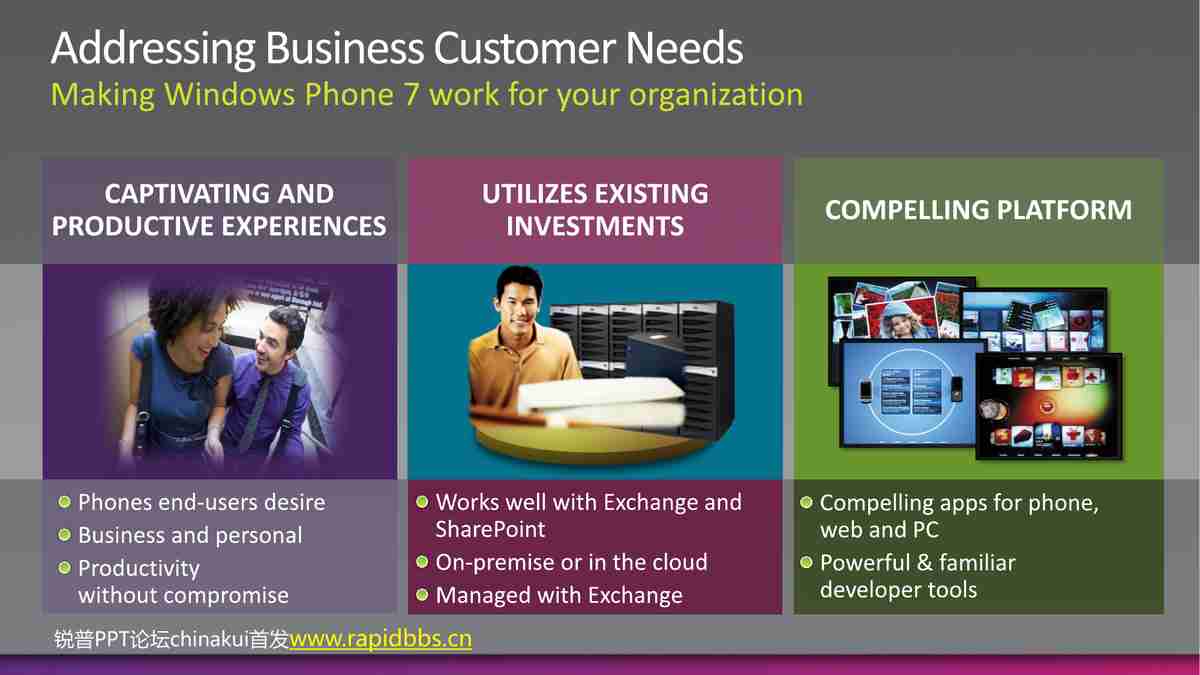 Addressing Business Customer Needs
Making Windows Phone 7 work for your organization
CAPTIVATING AND
PRODUCTIVE EXPERIENCES
Phones end-users desire
Business and personal
Productivity
without compromise
UTILIZES EXISTING
INVESTMENTS
Works well with Exchange and
SharePoint
On-premise or in the cloud
Managed with Exchange
COMPELLING PLATFORM
Compelling apps for phone,
web and PC
Powerful & familiar
developer tools
锐普PPT论坛chinakui首发www.rapidbbs.cn